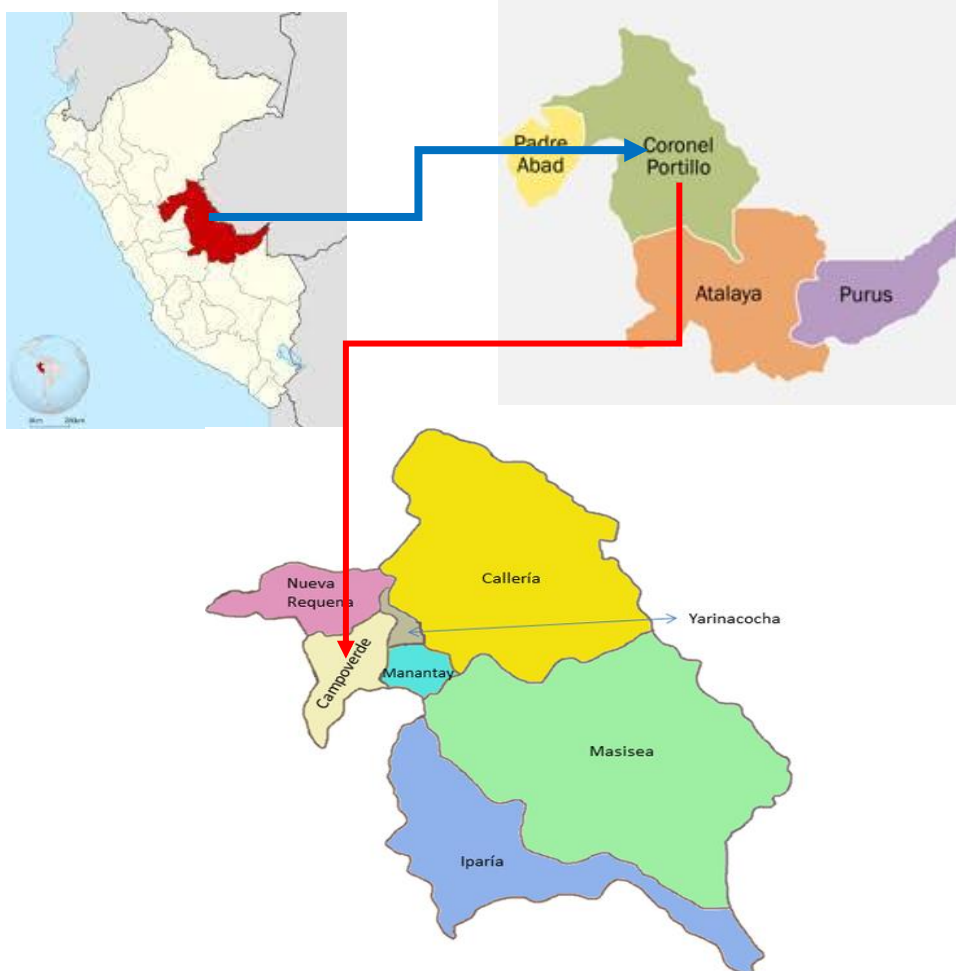 Padre
Abad
Coronel
Portillo
Atalaya
Purus
Callería
Nueva
Requena
Yarinacocha
Campoverde
Manantay
Masisea
Iparía